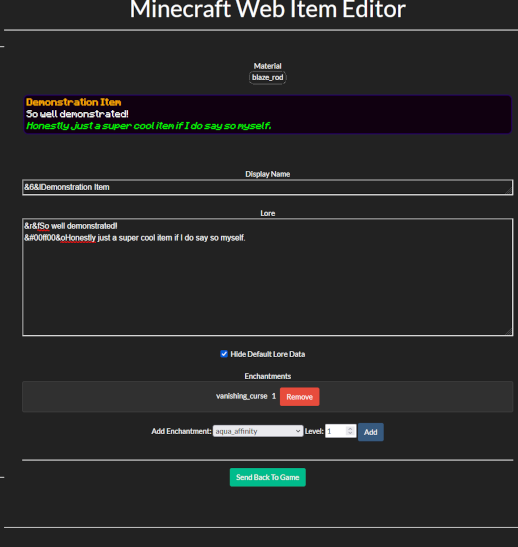 Minecraft Web Item Editor
Material
blaze_rod
Demonstration Item
So well demonstrated!
Honestly just a super cool item if I do say so myself.
Display Name
&6&lDemonstration Item
Lore
&r&fSo well demonstrated!
&#00ff00&oHonestly just a super cool item if I do say so myself.
Hide Default Lore Data
Enchantments
vanishing_curse 1 Remove
Add Enchantment: aqua_affinity Level: 1 Add
Send Back To Game